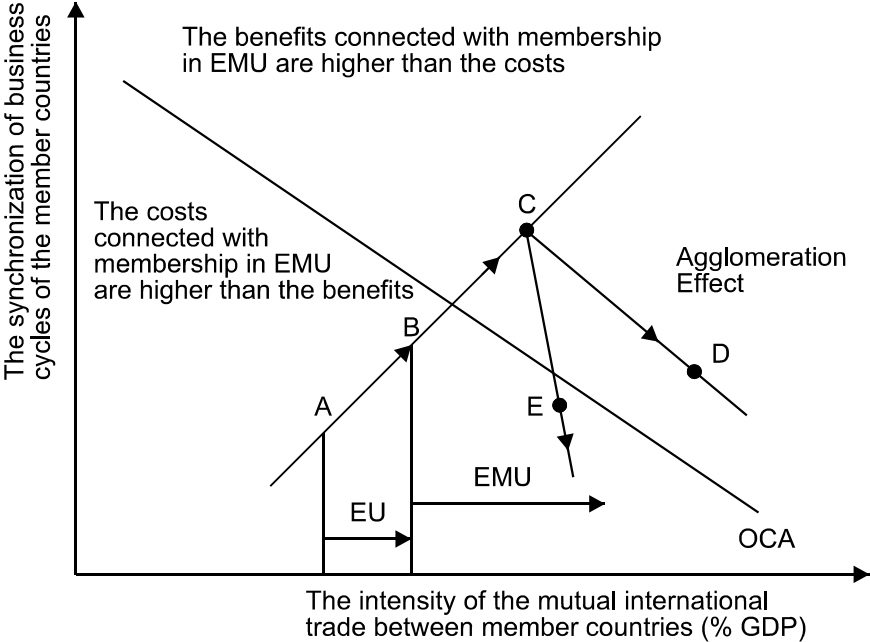 The synchronization of business
cycles of the member countries
The benefits connected with membership
in EMU are higher than the costs
The costs
connected with
membership in EMU
are higher than the benefits
C
Agglomeration
Effect
B
D
A
E
EMU
EU
OCA
The intensity of the mutual international
trade between member countries (% GDP)